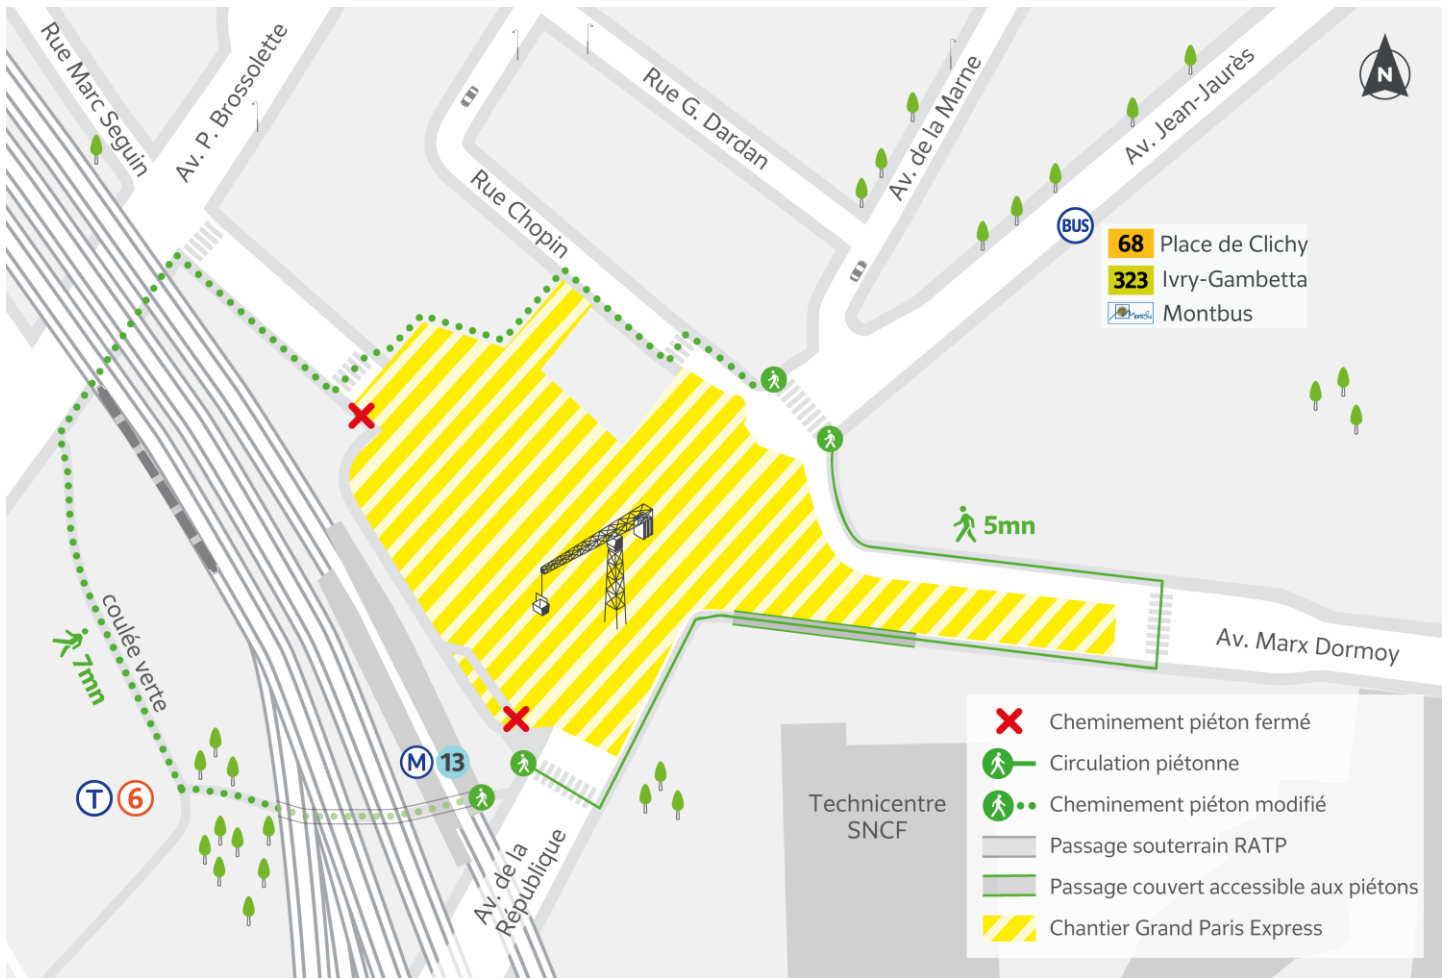 Rue Marc Seguin
Av. P. Brossolette
Rue G. Dardan
Av. de la Marne
Av. Jean-Jaurès
N
Rue Chopin
BUS
68 Place de Clichy
323 Ivry-Gambetta
Montbus
5mn
coulée verte
7mn
Av. Marx Dormoy
M 13
T 6
Av. de la
République
Technicentre
SNCF
Cheminement piéton fermé
Circulation piétonne
Cheminement piéton modifié
Passage souterrain RATP
Passage couvert accessible aux piétons
Chantier Grand Paris Express